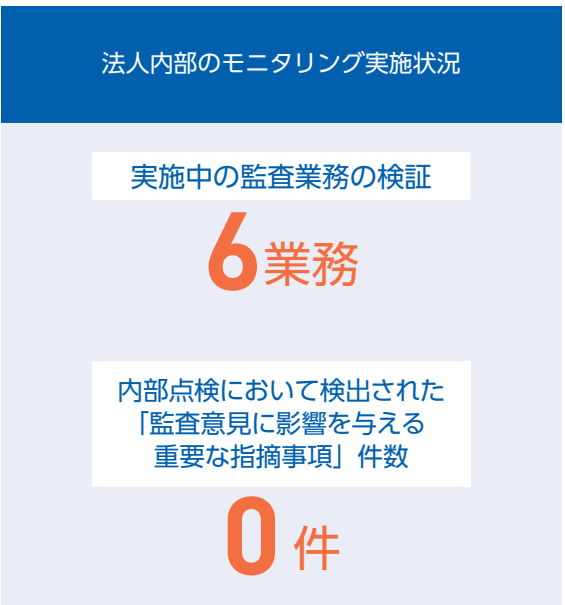 法人内部のモニタリング実施状況
実施中の監査業務の検証
6業務
内部点検において検出された
「監査意見に影響を与える
重要な指摘事項」件数
0件